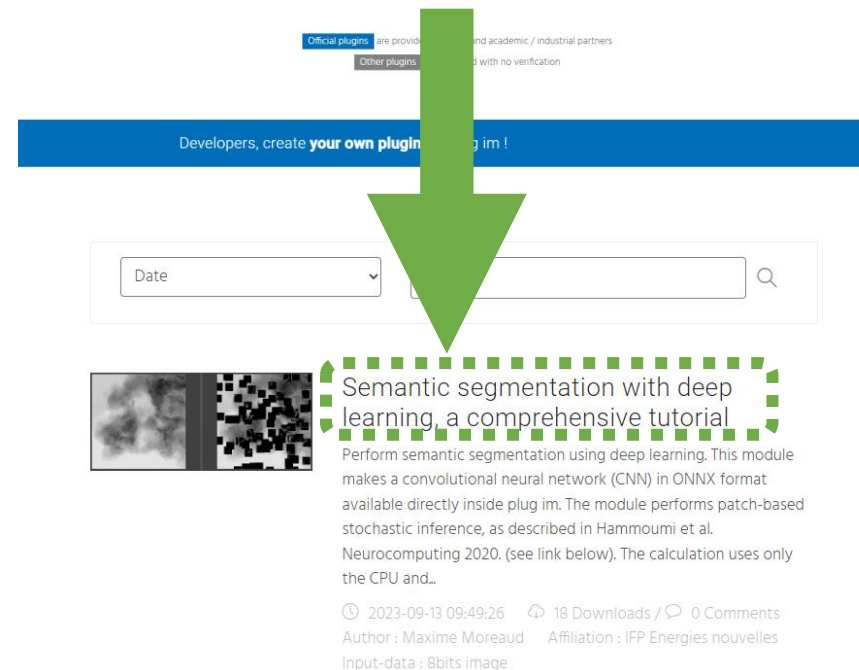 Official plugins are provide and academic / industrial partners
Other plugins with no verification
Developers, create your own plugin im !
Date
Semantic segmentation with deep
learning, a comprehensive tutorial
Perform semantic segmentation using deep learning. This module
makes a convolutional neural network (CNN) in ONNX format
available directly inside plug im. The module performs patch-based
stochastic inference, as described in Hammoumi et al.
Neurocomputing 2020. (see link below). The calculation uses only
the CPU and...
2023-09-13 09:49:26 18 Downloads / 0 Comments
Author : Maxime Moreaud Affiliation : IFP Energies nouvelles
Input-data : 8bits image